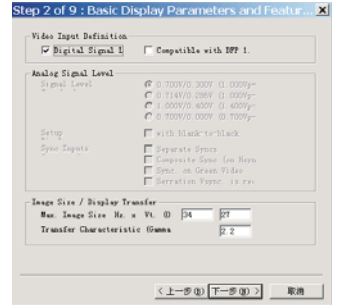 Step 2 of 9 : Basic Display Parameters and Featur...
Video Input Definition
Digital Signal 1
Compatible with DFP 1.
Analog Signal Level
Signal Level
0.700V/0.300V (1.000Vp-
0.714V/0.286V (1.000Vp-
1.000V/0.400V (1.400Vp-
0.700V/0.000V (0.700Vp-
Setup
with blank-to-black
Sync Inputs
Separate Syncs
Composite Sync (on Hsyn
Sync. on Green Video
Serration Vsync. is re
Image Size / Display Transfer
Max. Image Size Hz. x Vt. (
34
27
Transfer Characteristic (Gamma
2.2
< 上一步(B)
下一步(N) >
取消